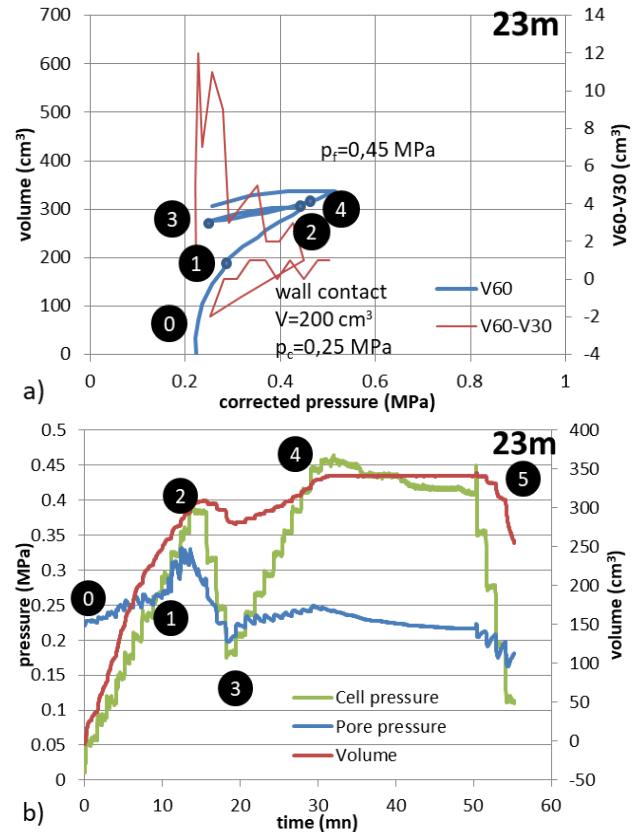 23m
700
600
500
400
300
200
100
0
volume (cm³)
14
12
10
8
6
4
2
0
-2
-4
V60-V30 (cm³)
p_f=0,45 MPa
3
4
2
1
0
wall contact
V=200 cm³
p_c=0,25 MPa
V60
V60-V30
0 0.2 0.4 0.6 0.8 1
corrected pressure (MPa)
a)
23m
0.5
0.45
0.4
0.35
0.3
0.25
0.2
0.15
0.1
0.05
0
pressure (MPa)
400
350
300
250
200
150
100
50
0
-50
volume (cm³)
4
5
2
0
1
3
Cell pressure
Pore pressure
Volume
0 10 20 30 40 50 60
time (mn)
b)